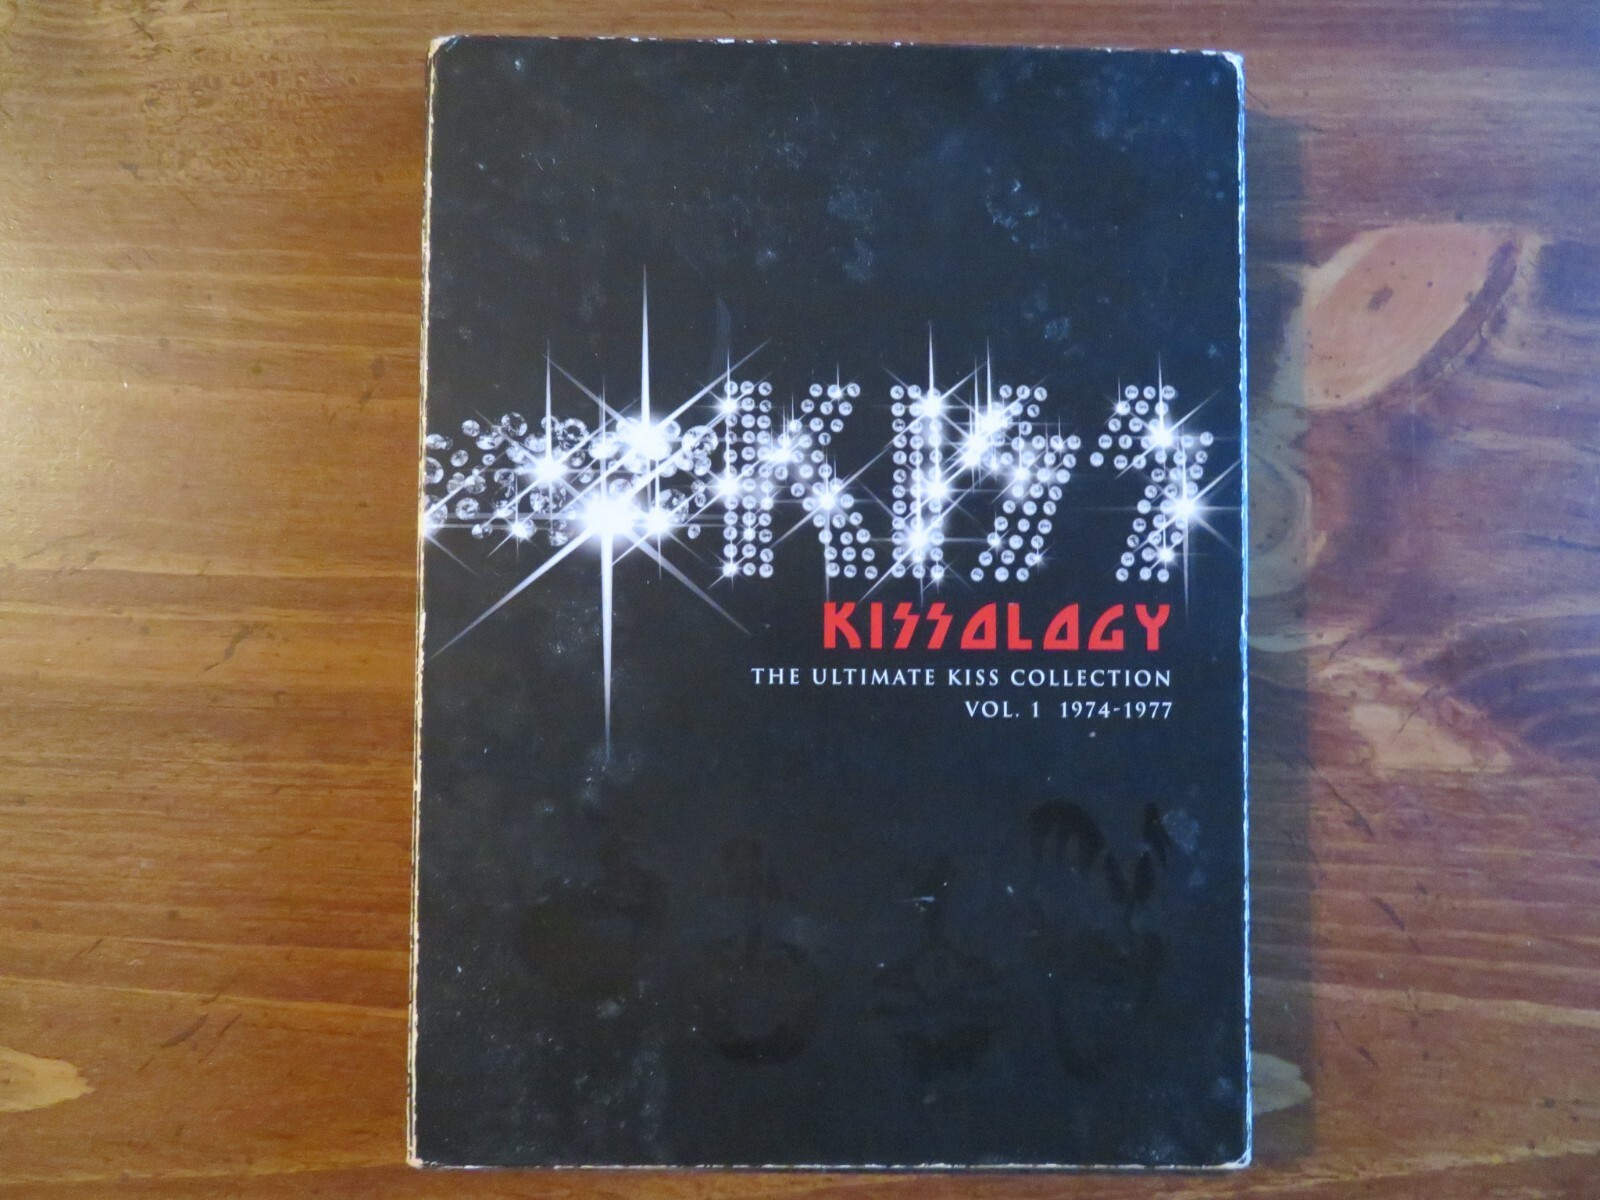 KISS
KISSOLOGY
THE ULTIMATE KISS COLLECTION
VOL. 1 1974-1977